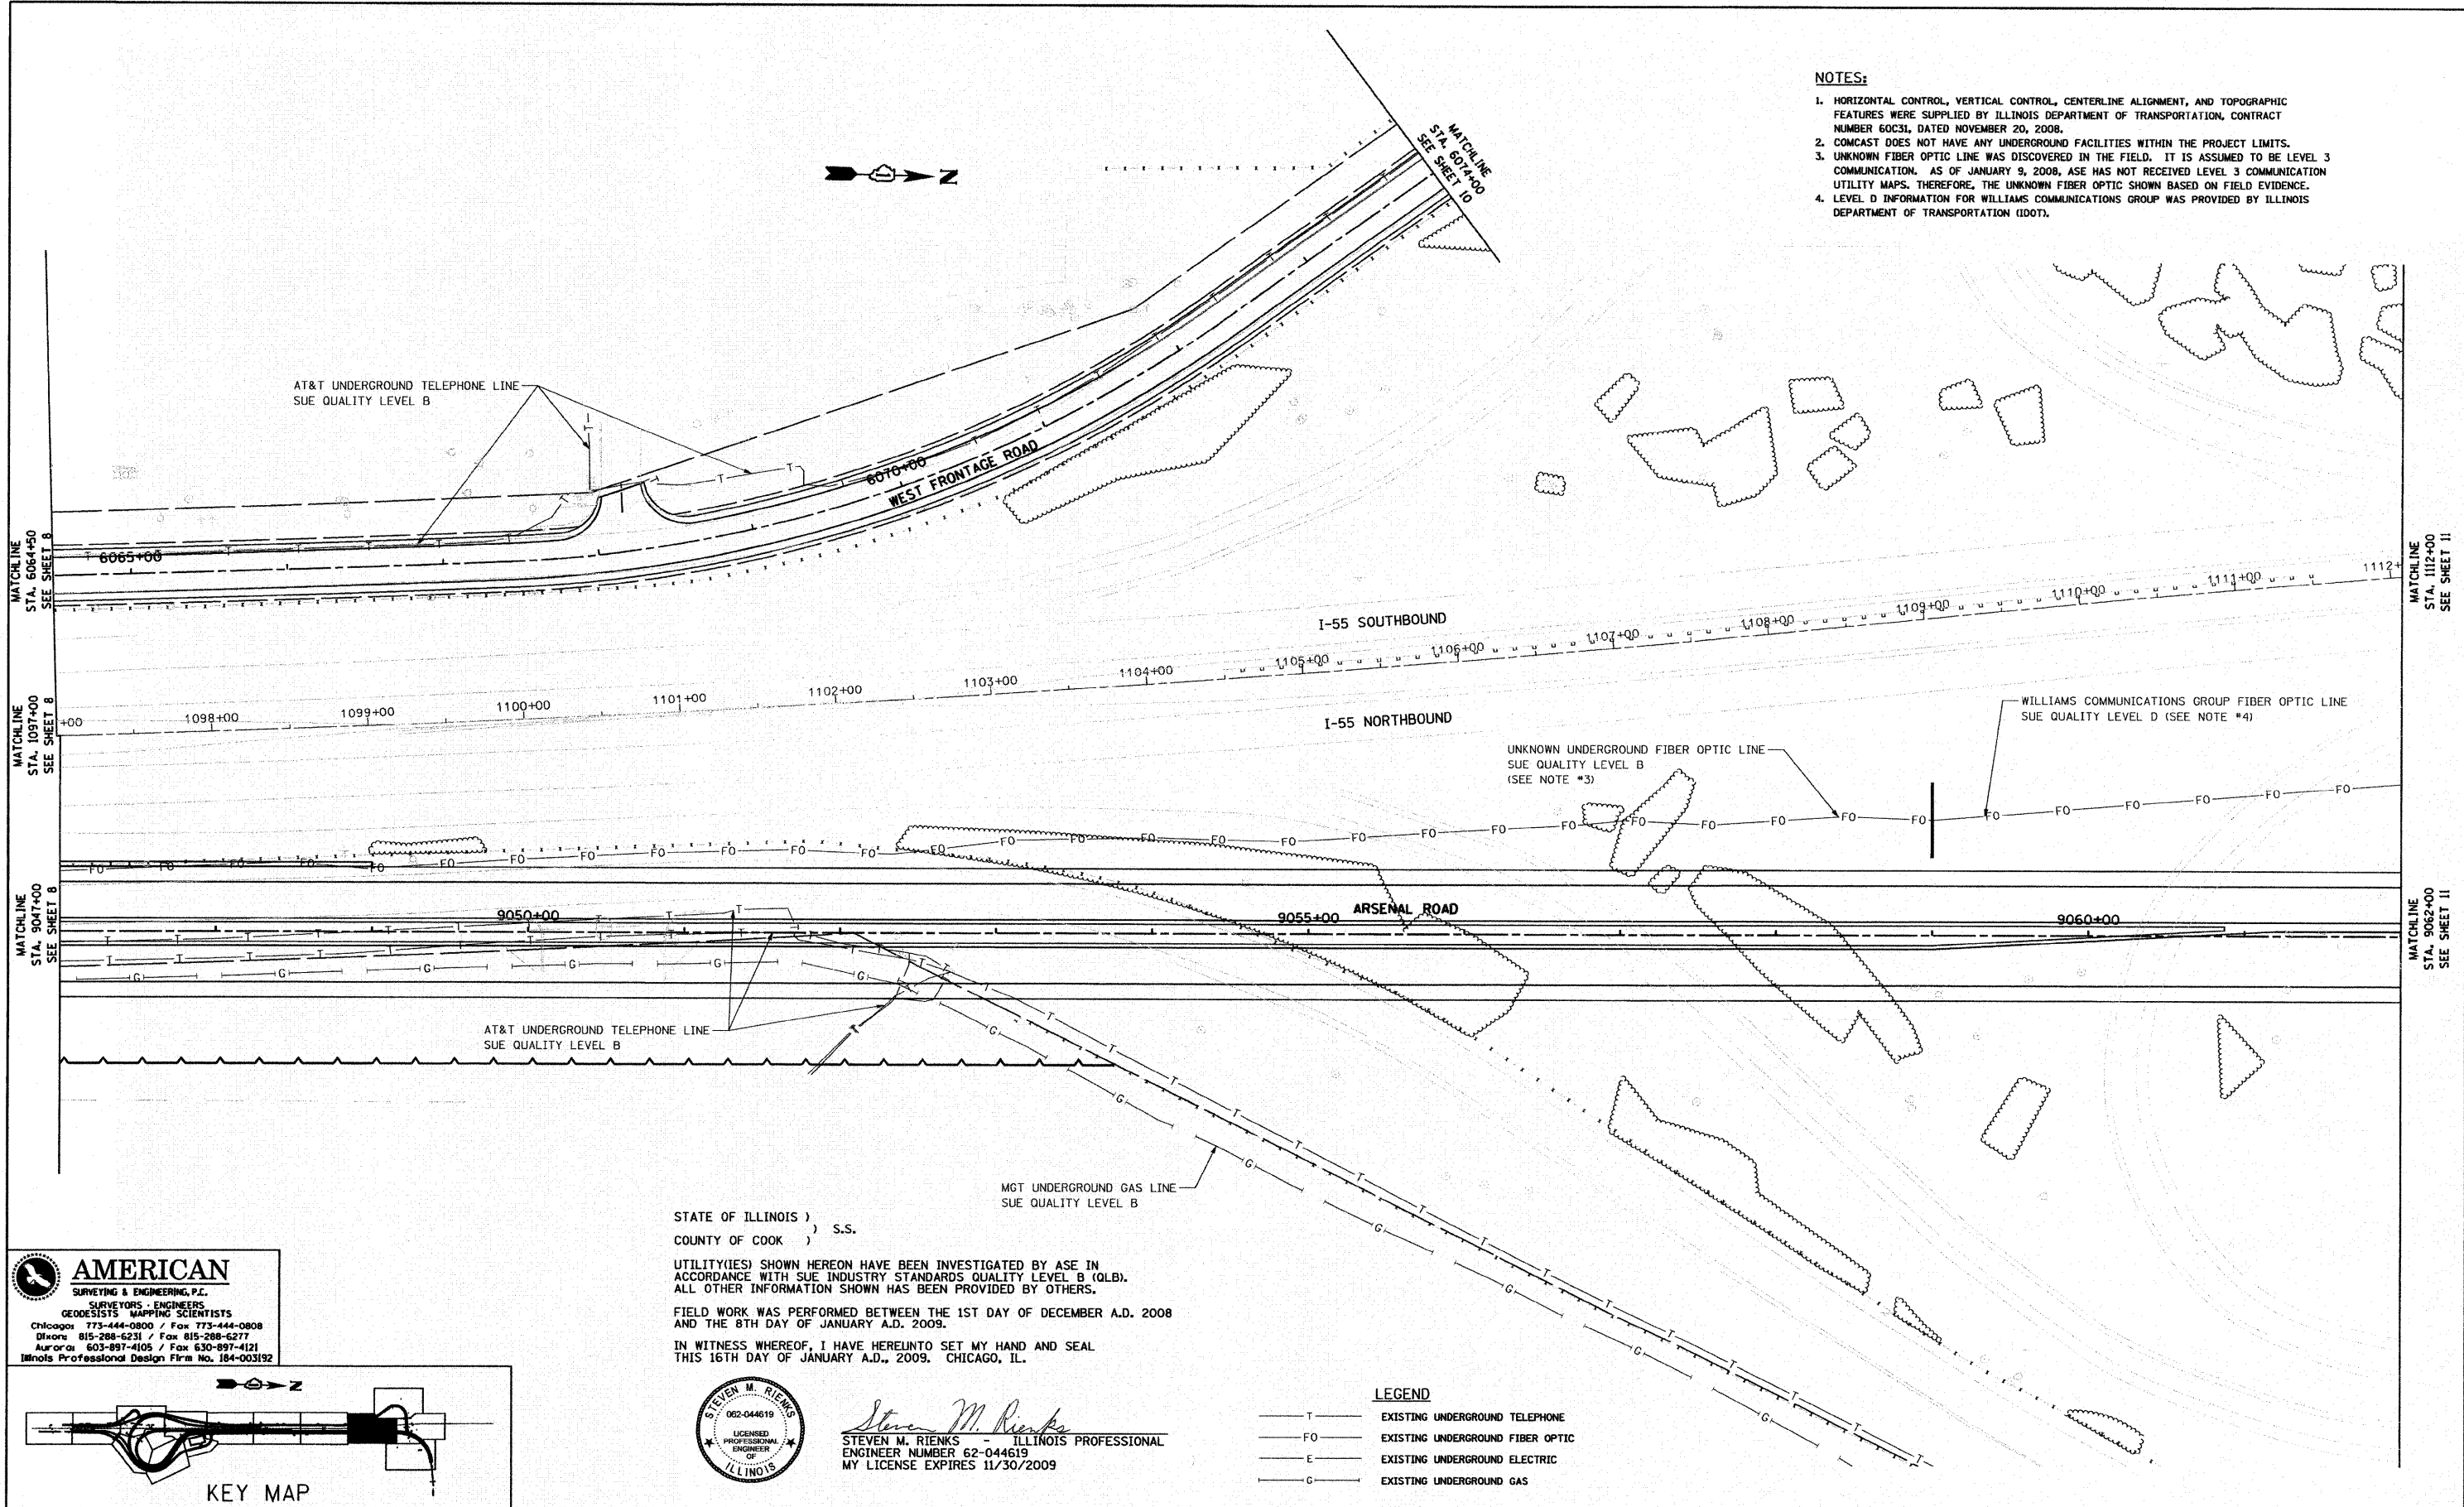 NOTES:
1. HORIZONTAL CONTROL, VERTICAL CONTROL, CENTERLINE ALIGNMENT, AND TOPOGRAPHIC
FEATURES WERE SUPPLIED BY ILLINOIS DEPARTMENT OF TRANSPORTATION, CONTRACT
NUMBER 60C31, DATED NOVEMBER 20, 2008.
2. COMCAST DOES NOT HAVE ANY UNDERGROUND FACILITIES WITHIN THE PROJECT LIMITS.
3. UNKNOWN FIBER OPTIC LINE WAS DISCOVERED IN THE FIELD. IT IS ASSUMED TO BE LEVEL 3
COMMUNICATION. AS OF JANUARY 9, 2008, ASE HAS NOT RECEIVED LEVEL 3 COMMUNICATION
UTILITY MAPS. THEREFORE, THE UNKNOWN FIBER OPTIC SHOWN BASED ON FIELD EVIDENCE.
4. LEVEL D INFORMATION FOR WILLIAMS COMMUNICATIONS GROUP WAS PROVIDED BY ILLINOIS
DEPARTMENT OF TRANSPORTATION (IDOT).
MATCHLINE
STA. 6074+00
SEE SHEET 10
N
AT&T UNDERGROUND TELEPHONE LINE
SUE QUALITY LEVEL B
6070+00
WEST FRONTAGE ROAD
6065+00
MATCHLINE
STA. 6064+50
SEE SHEET 8
MATCHLINE
STA. 1112+00
SEE SHEET 11
I-55 SOUTHBOUND
+00 1098+00 1099+00 1100+00 1101+00 1102+00 1103+00 1104+00 1105+00 1106+00 1107+00 1108+00 1109+00 1110+00 1111+00 1112+
MATCHLINE
STA. 1097+00
SEE SHEET 8
I-55 NORTHBOUND
WILLIAMS COMMUNICATIONS GROUP FIBER OPTIC LINE
SUE QUALITY LEVEL D (SEE NOTE #4)
UNKNOWN UNDERGROUND FIBER OPTIC LINE
SUE QUALITY LEVEL B
(SEE NOTE #3)
MATCHLINE
STA. 9047+00
SEE SHEET 8
9050+00 9055+00 ARSENAL ROAD 9060+00
MATCHLINE
STA. 9062+00
SEE SHEET 11
AT&T UNDERGROUND TELEPHONE LINE
SUE QUALITY LEVEL B
MGT UNDERGROUND GAS LINE
SUE QUALITY LEVEL B
STATE OF ILLINOIS )
) S.S.
COUNTY OF COOK )
UTILITY(IES) SHOWN HEREON HAVE BEEN INVESTIGATED BY ASE IN
ACCORDANCE WITH SUE INDUSTRY STANDARDS QUALITY LEVEL B (QLB).
ALL OTHER INFORMATION SHOWN HAS BEEN PROVIDED BY OTHERS.
FIELD WORK WAS PERFORMED BETWEEN THE 1ST DAY OF DECEMBER A.D. 2008
AND THE 8TH DAY OF JANUARY A.D. 2009.
IN WITNESS WHEREOF, I HAVE HEREUNTO SET MY HAND AND SEAL
THIS 16TH DAY OF JANUARY A.D., 2009. CHICAGO, IL.
STEVEN M. RIENKS
062-044619
LICENSED
PROFESSIONAL
ENGINEER
OF
ILLINOIS
Steven M. Rienks
STEVEN M. RIENKS - ILLINOIS PROFESSIONAL
ENGINEER NUMBER 62-044619
MY LICENSE EXPIRES 11/30/2009
AMERICAN
SURVEYING & ENGINEERING, P.C.
SURVEYORS · ENGINEERS
GEODESISTS MAPPING SCIENTISTS
Chicago: 773-444-0800 / Fax 773-444-0808
Dixon: 815-288-6231 / Fax 815-288-6277
Aurora: 603-897-4105 / Fax 630-897-4121
Illinois Professional Design Firm No. 184-003192
N
KEY MAP
LEGEND
T EXISTING UNDERGROUND TELEPHONE
FO EXISTING UNDERGROUND FIBER OPTIC
E EXISTING UNDERGROUND ELECTRIC
G EXISTING UNDERGROUND GAS